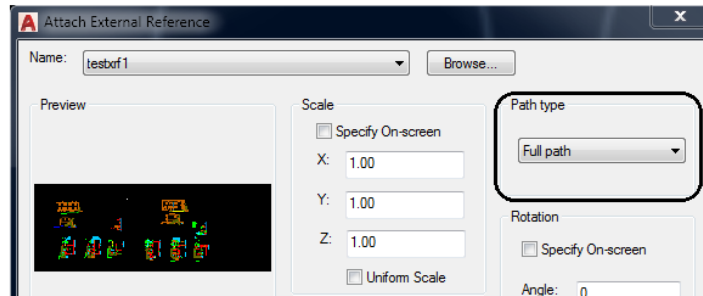 Attach External Reference
x
Name:
testxrf1
Browse...
Preview
Scale
Specify On-screen
X: 1.00
Y: 1.00
Z: 1.00
Uniform Scale
Path type
Full path
Rotation
Specify On-screen
Angle: 0